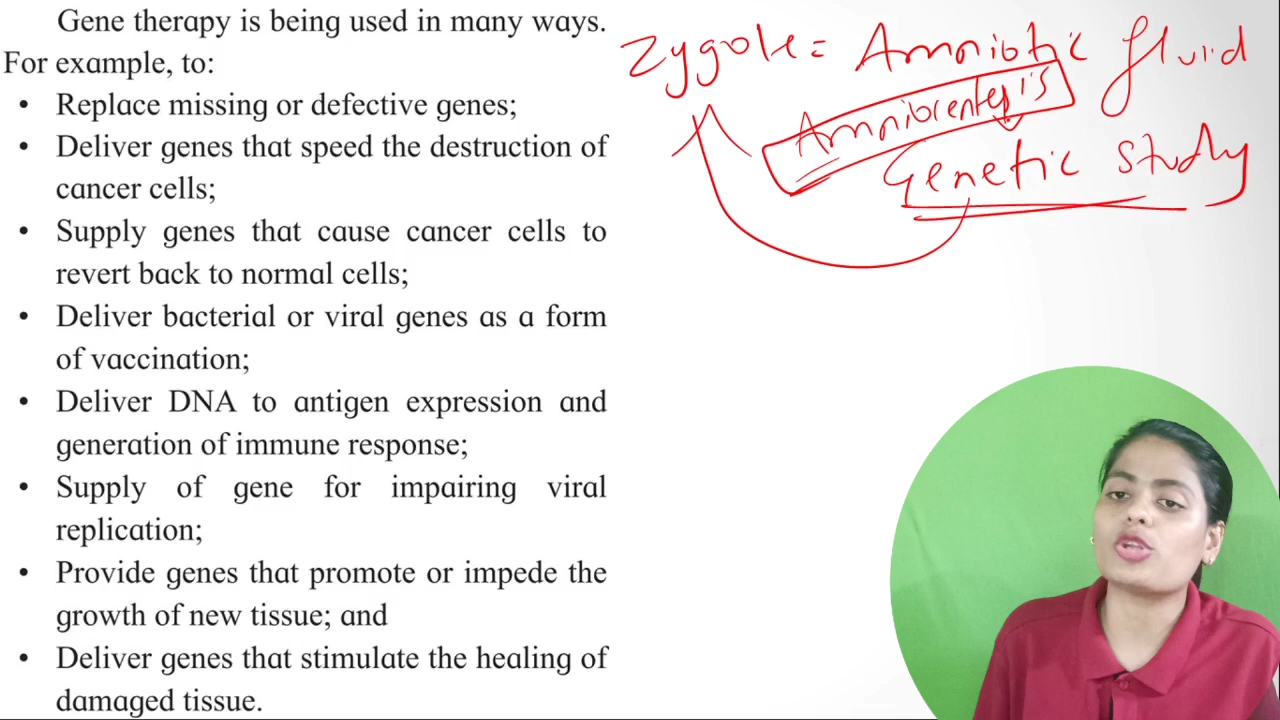 Gene therapy is being used in many ways.
For example, to:
• Replace missing or defective genes;
• Deliver genes that speed the destruction of
cancer cells;
• Supply genes that cause cancer cells to
revert back to normal cells;
• Deliver bacterial or viral genes as a form
of vaccination;
• Deliver DNA to antigen expression and
generation of immune response;
• Supply of gene for impairing viral
replication;
• Provide genes that promote or impede the
growth of new tissue; and
• Deliver genes that stimulate the healing of
damaged tissue.
Zygote = Amniotic fluid
Amniocentesis
Genetic study